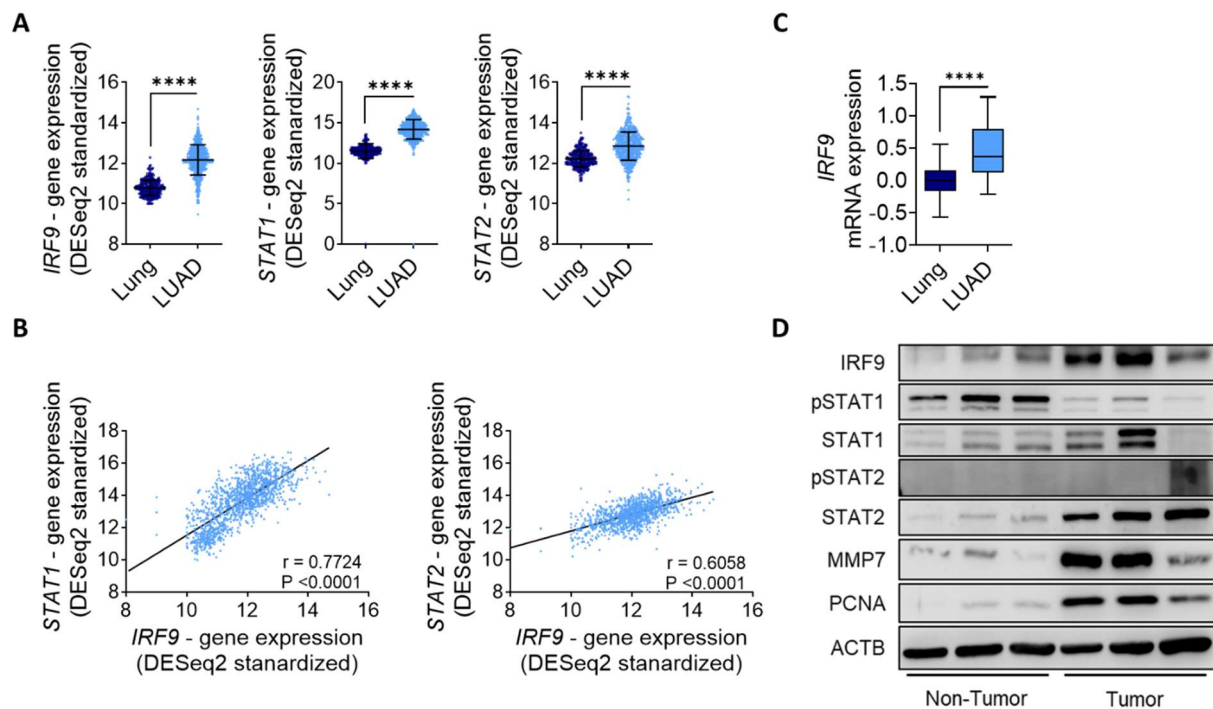 A
IRF9 - gene expression
(DESeq2 stanardized)
16
14
12
10
8
****
Lung
LUAD
STAT1 - gene expression
(DESeq2 stanardized)
20
15
10
5
0
****
Lung
LUAD
STAT2 - gene expression
(DESeq2 stanardized)
16
14
12
10
8
****
Lung
LUAD
B
STAT1 - gene expression
(DESeq2 stanardized)
18
16
14
12
10
8
r = 0.7724
P <0.0001
8 10 12 14 16
IRF9 - gene expression
(DESeq2 stanardized)
STAT2 - gene expression
(DESeq2 stanardized)
18
16
14
12
10
8
r = 0.6058
P <0.0001
8 10 12 14 16
IRF9 - gene expression
(DESeq2 stanardized)
C
IRF9
mRNA expression
1.5
1.0
0.5
0.0
-0.5
-1.0
****
Lung
LUAD
D
IRF9
pSTAT1
STAT1
pSTAT2
STAT2
MMP7
PCNA
ACTB
Non-Tumor Tumor